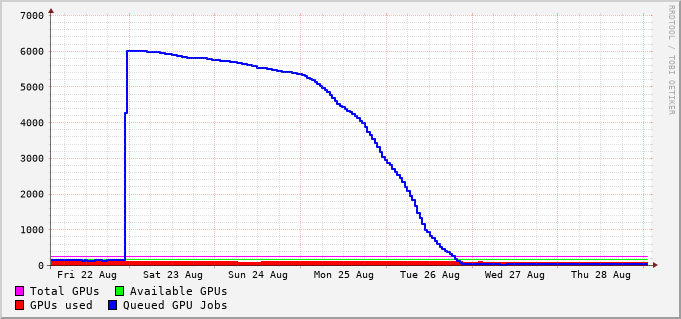 7000
6000
5000
4000
3000
2000
1000
0
Fri 22 Aug Sat 23 Aug Sun 24 Aug Mon 25 Aug Tue 26 Aug Wed 27 Aug Thu 28 Aug
Total GPUs Available GPUs
GPUs used Queued GPU Jobs
RRDTOOL / TOBI OETIKER